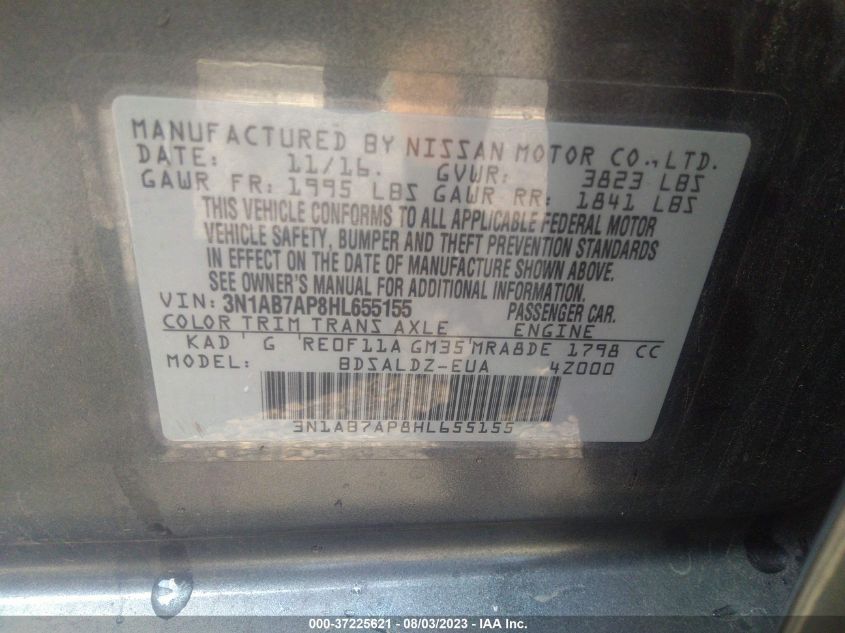 MANUFACTURED BY NISSAN MOTOR CO., LTD.
DATE: 11/16. GVWR: 3823 LBS
GAWR FR: 1995 LBS GAWR RR: 1841 LBS
THIS VEHICLE CONFORMS TO ALL APPLICABLE FEDERAL MOTOR
VEHICLE SAFETY, BUMPER AND THEFT PREVENTION STANDARDS
IN EFFECT ON THE DATE OF MANUFACTURE SHOWN ABOVE.
SEE OWNER'S MANUAL FOR ADDITIONAL INFORMATION.
VIN: 3N1AB7AP8HL655155 PASSENGER CAR.
COLOR TRIM TRANS AXLE ENGINE
KAD G RE0F11A GM35 MRA8DE 1798 CC
MODEL: BDSALDZ-EUA 4Z000
3N1AB7AP8HL655155
000-37225621 - 08/03/2023 - IAA Inc.